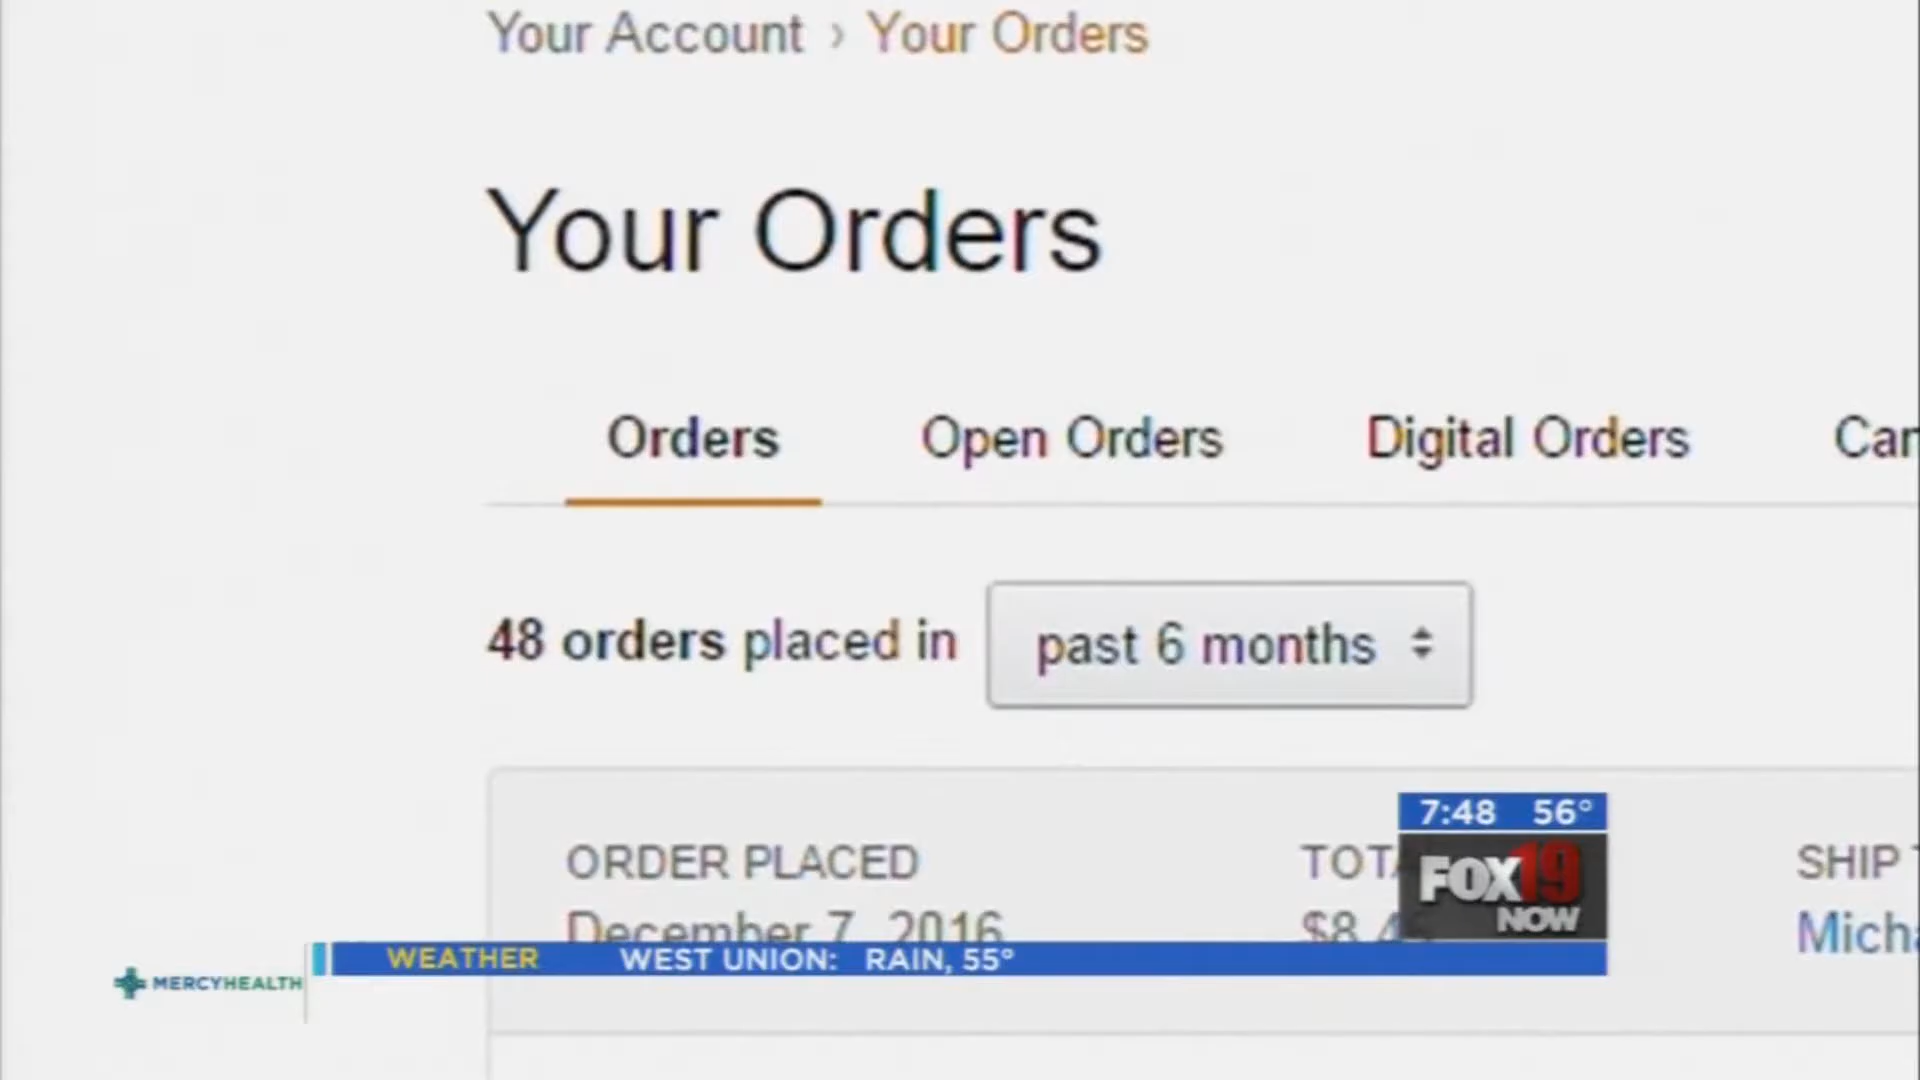 Your Account › Your Orders
Your Orders
Orders Open Orders Digital Orders
48 orders placed in past 6 months
7:48 56°
ORDER PLACED
SHIP
December 7, 2016
FOX19
NOW
WEATHER WEST UNION: RAIN, 55°
MERCYHEALTH